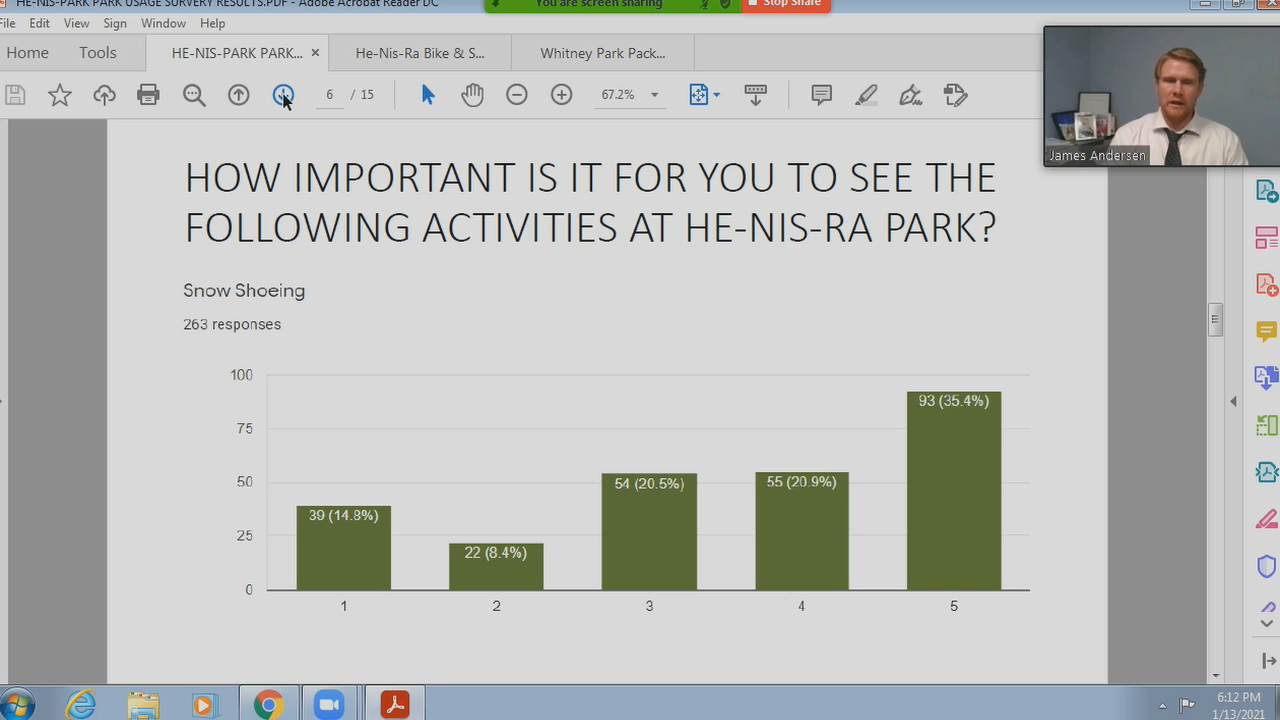 HE-NIS-PARK PARK USAGE SURVERY RESULTS.PDF - Adobe Acrobat Reader DC
You are screen sharing
Stop Share
File Edit View Sign Window Help
Home Tools HE-NIS-PARK PARK... × He-Nis-Ra Bike & S... Whitney Park Pack...
6 / 15 67.2%
James Andersen
HOW IMPORTANT IS IT FOR YOU TO SEE THE
FOLLOWING ACTIVITIES AT HE-NIS-RA PARK?
Snow Shoeing
263 responses
100
75
50
25
0
39 (14.8%)
22 (8.4%)
54 (20.5%)
55 (20.9%)
93 (35.4%)
1 2 3 4 5
6:12 PM
1/13/2021